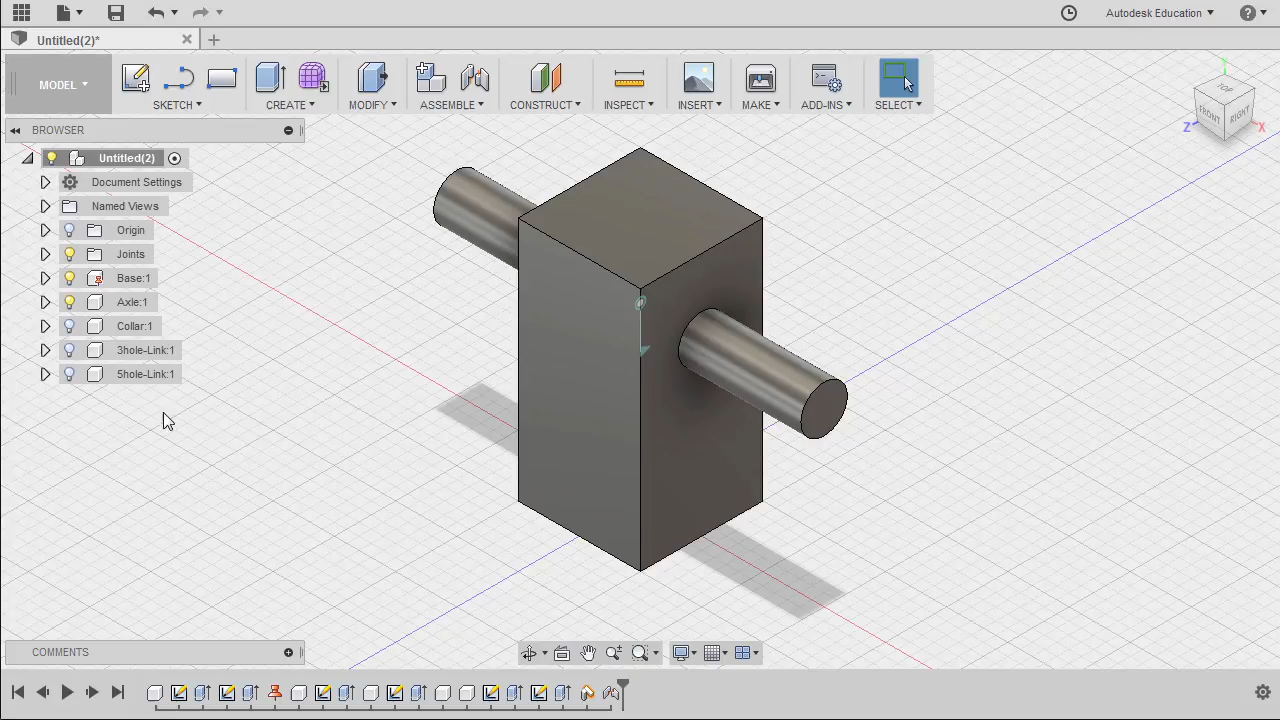 Autodesk Education
Untitled(2)*
MODEL
SKETCH
CREATE
MODIFY
ASSEMBLE
CONSTRUCT
INSPECT
INSERT
MAKE
ADD-INS
SELECT
Y
TOP
FRONT
RIGHT
Z
X
BROWSER
Untitled(2)
Document Settings
Named Views
Origin
Joints
Base:1
Axle:1
Collar:1
3hole-Link:1
5hole-Link:1
COMMENTS